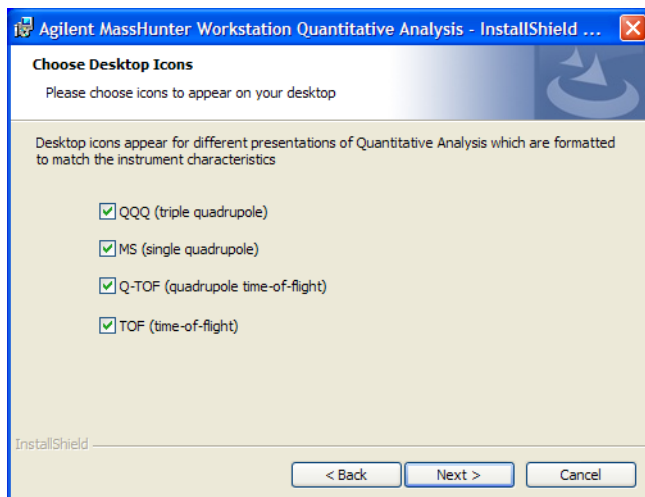 Agilent MassHunter Workstation Quantitative Analysis - InstallShield ...
Choose Desktop Icons
Please choose icons to appear on your desktop
Desktop icons appear for different presentations of Quantitative Analysis which are formatted
to match the instrument characteristics
QQQ (triple quadrupole)
MS (single quadrupole)
Q-TOF (quadrupole time-of-flight)
TOF (time-of-flight)
InstallShield
< Back Next > Cancel